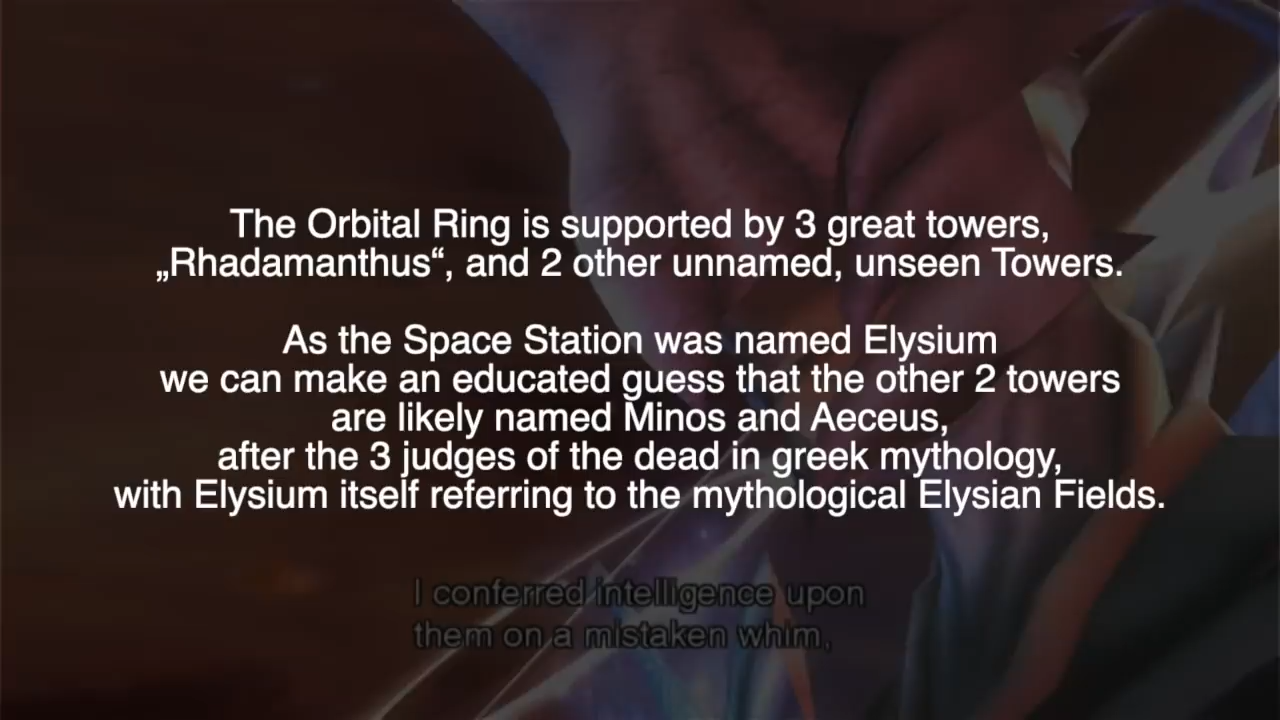 The Orbital Ring is supported by 3 great towers,
„Rhadamanthus“, and 2 other unnamed, unseen Towers.
As the Space Station was named Elysium
we can make an educated guess that the other 2 towers
are likely named Minos and Aeceus,
after the 3 judges of the dead in greek mythology,
with Elysium itself referring to the mythological Elysian Fields.
I conferred intelligence upon
them on a mistaken whim,